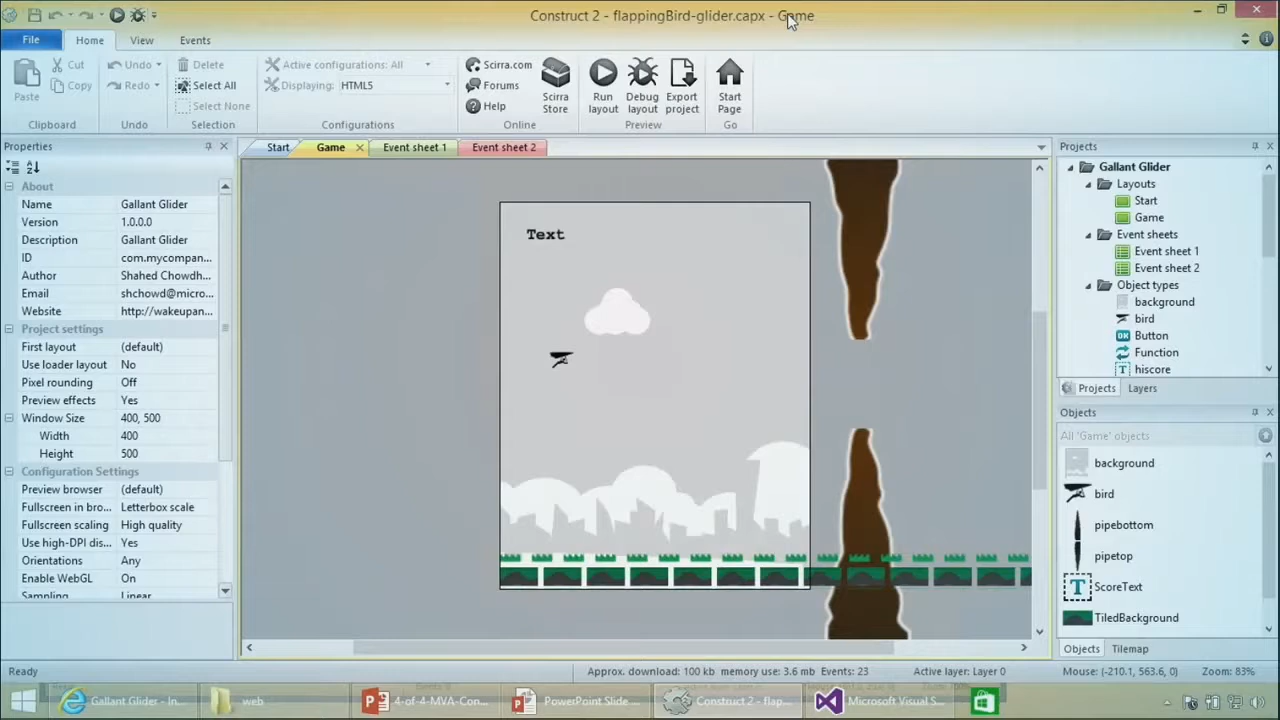 Construct 2 - flappingBird-glider.capx - Game
File Home View Events
Paste Cut Copy Clipboard
Undo Redo Undo
Delete Select All Select None Selection
Active configurations: All
Displaying: HTML5
Configurations
Scirra.com Forums Help Scirra Store Online
Run layout Debug layout Export project Preview
Start Page Go
Properties
About
Name Gallant Glider
Version 1.0.0.0
Description Gallant Glider
ID com.mycompan...
Author Shahed Chowdh...
Email shchowd@micro...
Website http://wakeupan...
Project settings
First layout (default)
Use loader layout No
Pixel rounding Off
Preview effects Yes
Window Size 400, 500
Width 400
Height 500
Configuration Settings
Preview browser (default)
Fullscreen in bro... Letterbox scale
Fullscreen scaling High quality
Use high-DPI dis... Yes
Orientations Any
Enable WebGL On
Sampling Linear
Start Game Event sheet 1 Event sheet 2
Text
Projects
Gallant Glider
Layouts
Start
Game
Event sheets
Event sheet 1
Event sheet 2
Object types
background
bird
OK Button
Function
T hiscore
Projects Layers
Objects
All 'Game' objects
background
bird
pipebottom
pipetop
T ScoreText
TiledBackground
Objects Tilemap
Ready Approx. download: 100 kb memory use: 3.6 mb Events: 23 Active layer: Layer 0 Mouse: (-210.1, 563.6, 0) Zoom: 83%
Gallant Glider - In... web 4-of-4-MVA-Con... PowerPoint Slide ... Construct 2 - flap... Microsoft Visual S...